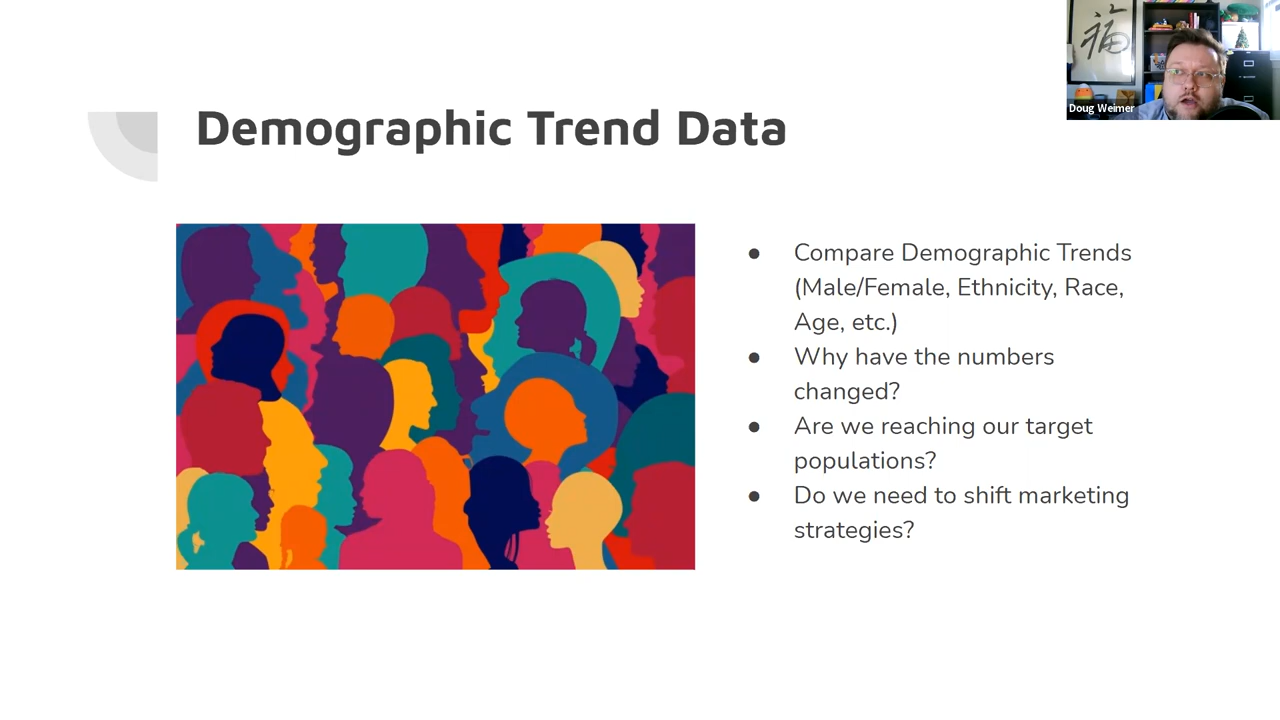 福
Doug Weimer
Demographic Trend Data
● Compare Demographic Trends
(Male/Female, Ethnicity, Race,
Age, etc.)
● Why have the numbers
changed?
● Are we reaching our target
populations?
● Do we need to shift marketing
strategies?